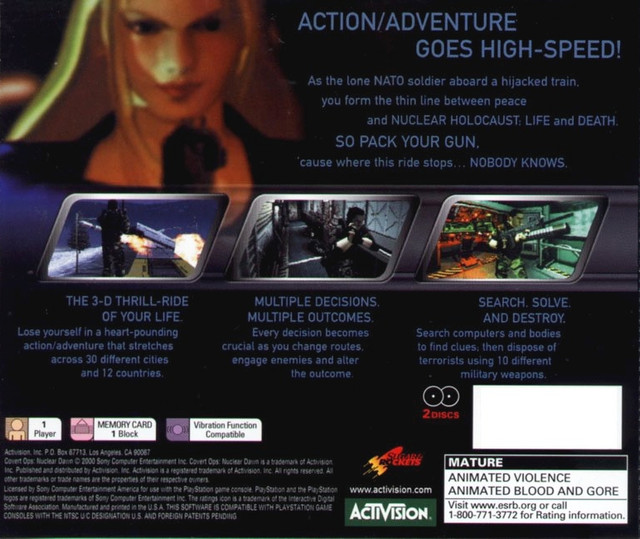 ACTION/ADVENTURE
GOES HIGH-SPEED!
As the lone NATO soldier aboard a hijacked train,
you form the thin line between peace
and NUCLEAR HOLOCAUST: LIFE and DEATH.
SO PACK YOUR GUN,
'cause where this ride stops... NOBODY KNOWS.
THE 3-D THRILL-RIDE
OF YOUR LIFE.
Lose yourself in a heart-pounding
action/adventure that stretches
across 30 different cities
and 12 countries.
MULTIPLE DECISIONS.
MULTIPLE OUTCOMES.
Every decision becomes
crucial as you change routes,
engage enemies and alter
the outcome.
SEARCH. SOLVE.
AND DESTROY.
Search computers and bodies
to find clues; then dispose of
terrorists using 10 different
military weapons.
2 DISCS
1
Player
MEMORY CARD
1 Block
Vibration Function
Compatible
Activision, Inc. P.O. Box 67713, Los Angeles, CA 90067
Covert Ops: Nuclear Dawn © 2000 Sony Computer Entertainment Inc. Covert Ops: Nuclear Dawn is a trademark of Activision,
Inc. Published and distributed by Activision, Inc. Activision is a registered trademark of Activision, Inc. All rights reserved. All
other trademarks or trade names are the properties of their respective owners.
Licensed by Sony Computer Entertainment America for use with the PlayStation game console. PlayStation and the PlayStation
logos are registered trademarks of Sony Computer Entertainment Inc. The ratings icon is a trademark of the Interactive Digital
Software Association. Manufactured and printed in the U.S.A. THIS SOFTWARE IS COMPATIBLE WITH PLAYSTATION GAME
CONSOLES WITH THE NTSC U/C DESIGNATION. U.S. AND FOREIGN PATENTS PENDING
www.activision.com
ACTIVISION.
MATURE
ANIMATED VIOLENCE
ANIMATED BLOOD AND GORE
Visit www.esrb.org or call
1-800-771-3772 for Rating information.